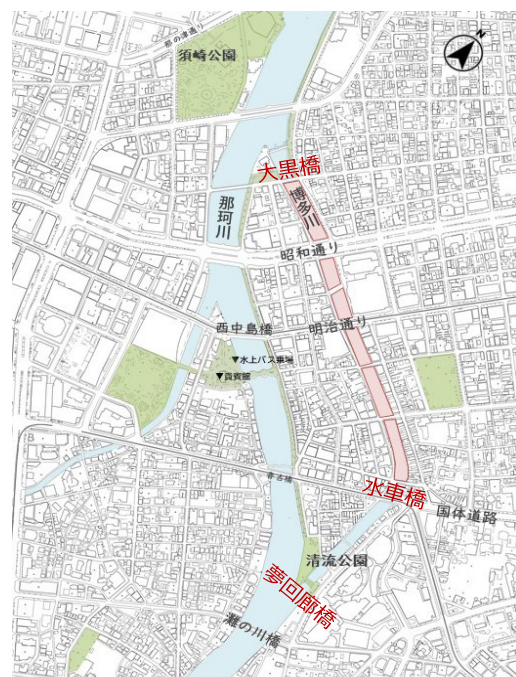 那の津通り
N
須崎公園
大黒橋
博多川
那珂川
昭和通り
西中島橋
明治通り
▼水上バス乗場
▼貴賓館
春吉橋
水車橋
国体道路
清流公園
夢回廊橋
灘の川橋